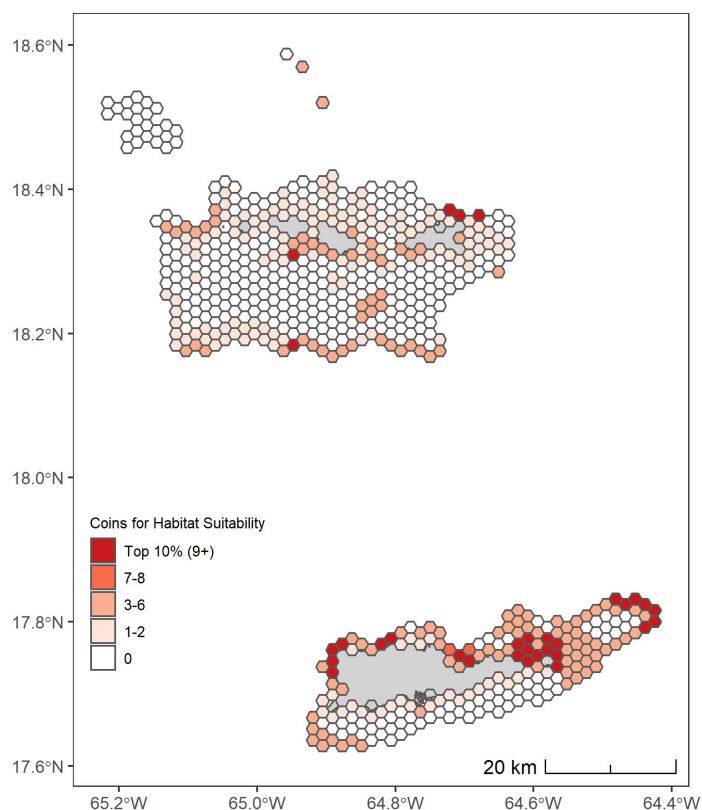 18.6°N
18.4°N
18.2°N
18.0°N
Coins for Habitat Suitability
Top 10% (9+)
7-8
3-6
1-2
0
17.8°N
20 km
17.6°N
65.2°W 65.0°W 64.8°W 64.6°W 64.4°W